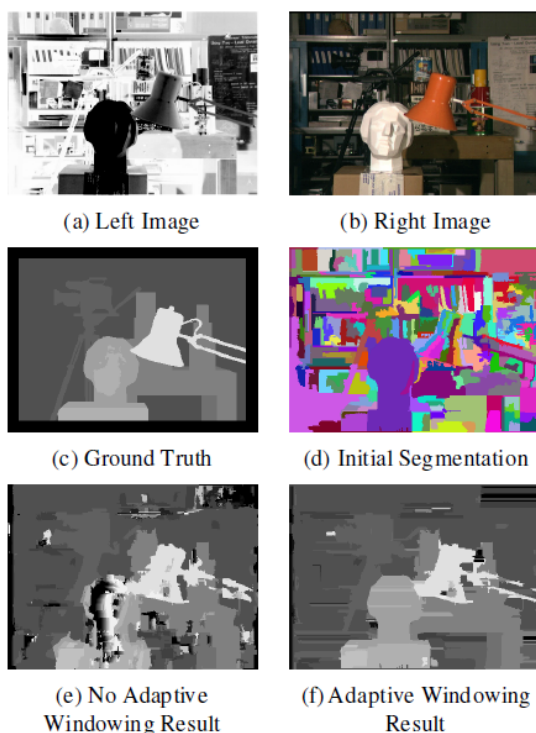 (a) Left Image
(b) Right Image
(c) Ground Truth
(d) Initial Segmentation
(e) No Adaptive
Windowing Result
(f) Adaptive Windowing
Result